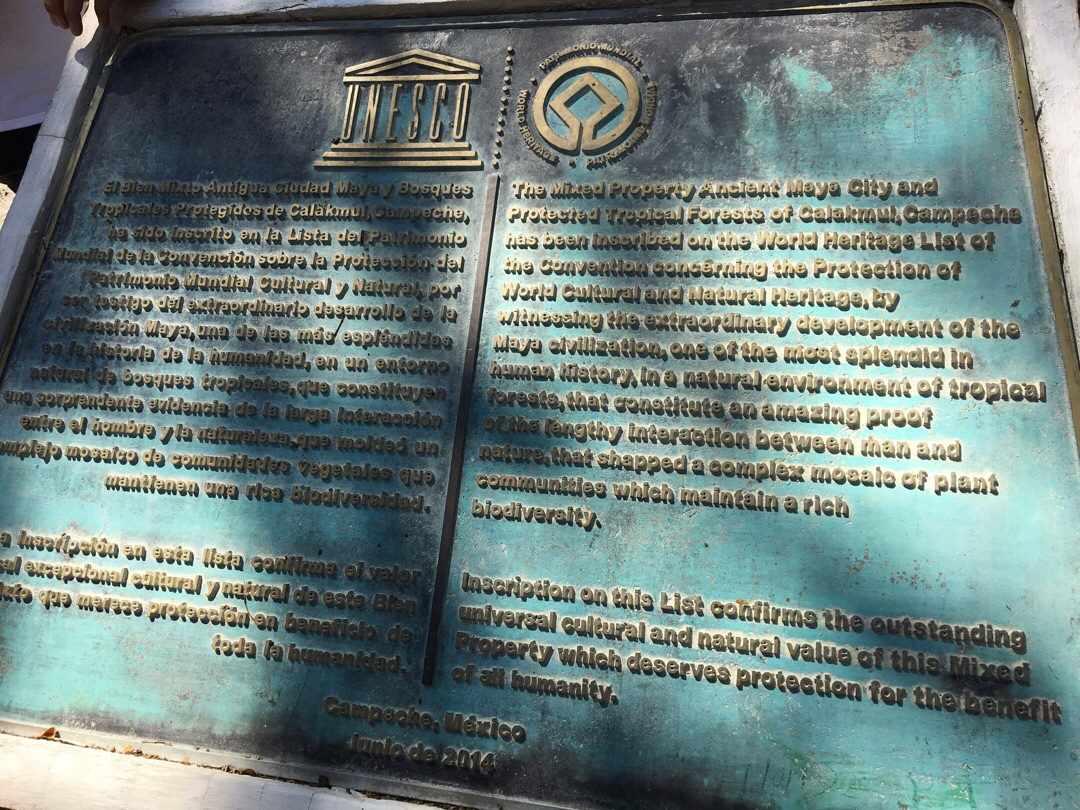 UNESCO
PATRIMONIO MUNDIAL
WORLD HERITAGE
PATRIMOINE MONDIAL
El Bien Mixto Antigua Ciudad Maya y Bosques
Tropicales Protegidos de Calakmul, Campeche,
ha sido inscrito en la Lista del Patrimonio
Mundial de la Convención sobre la Protección del
Patrimonio Mundial Cultural y Natural, por
ser testigo del extraordinario desarrollo de la
civilización Maya, una de las más espléndidas
en la historia de la humanidad, en un entorno
natural de bosques tropicales, que constituyen
una sorprendente evidencia de la larga interacción
entre el hombre y la naturaleza, que moldeó un
mosaico de comunidades vegetales que
mantienen una rica biodiversidad.
inscripción en esta lista confirma el valor
excepcional cultural y natural de este Bien
que merece protección en beneficio de
toda la humanidad.
The Mixed Property Ancient Maya City and
Protected Tropical Forests of Calakmul, Campeche
has been inscribed on the World Heritage List of
the Convention concerning the Protection of
World Cultural and Natural Heritage, by
witnessing the extraordinary development of the
Maya civilization, one of the most splendid in
human History, in a natural environment of tropical
forests, that constitute an amazing proof
of the lengthy interaction between man and
nature, that shapped a complex mosaic of plant
communities which maintain a rich
biodiversity.
Inscription on this List confirms the outstanding
universal cultural and natural value of this Mixed
Property which deserves protection for the benefit
of all humanity.
Campeche, México
Junio de 2014